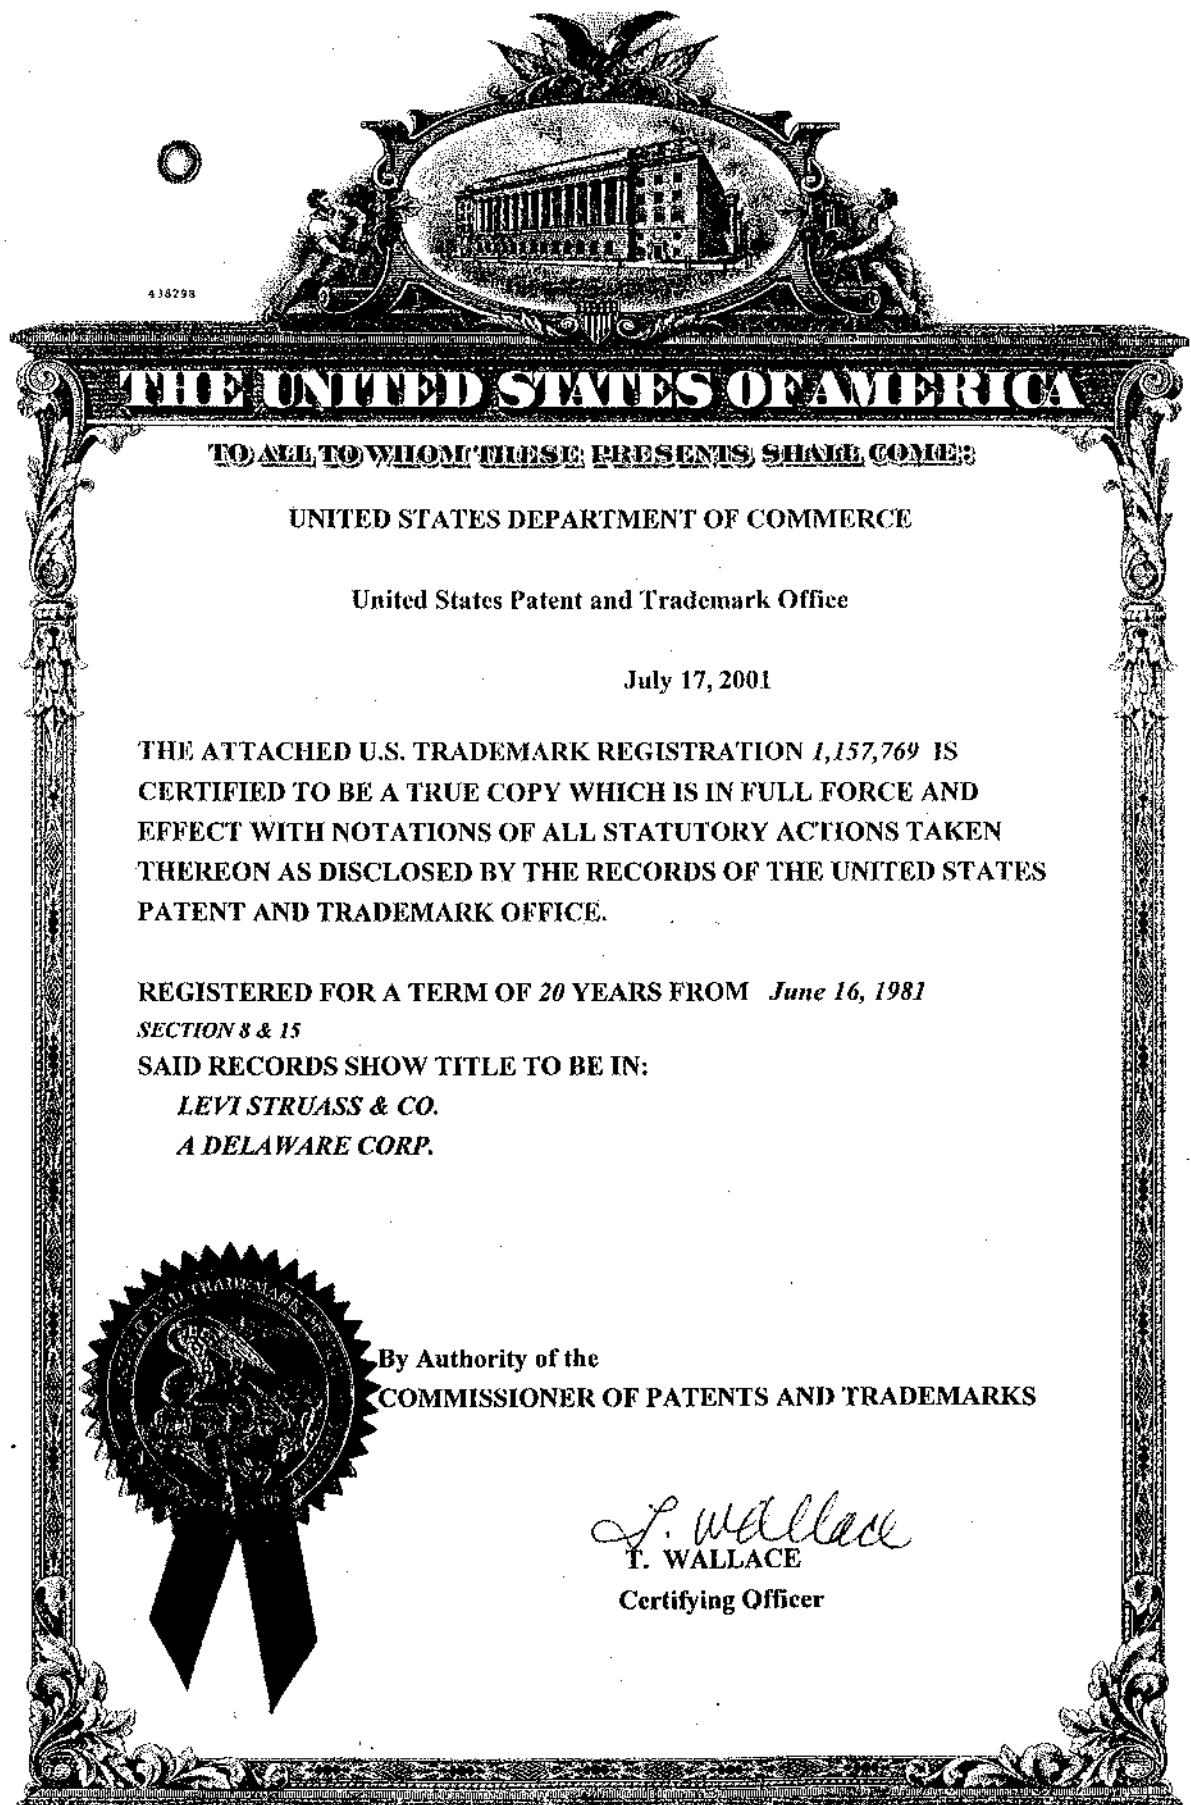 438298
THE UNITED STATES OF AMERICA
TO ALL TO WHOM THESE PRESENTS SHALL COME:
UNITED STATES DEPARTMENT OF COMMERCE
United States Patent and Trademark Office
July 17, 2001
THE ATTACHED U.S. TRADEMARK REGISTRATION 1,157,769 IS
CERTIFIED TO BE A TRUE COPY WHICH IS IN FULL FORCE AND
EFFECT WITH NOTATIONS OF ALL STATUTORY ACTIONS TAKEN
THEREON AS DISCLOSED BY THE RECORDS OF THE UNITED STATES
PATENT AND TRADEMARK OFFICE.
REGISTERED FOR A TERM OF 20 YEARS FROM June 16, 1981
SECTION 8 & 15
SAID RECORDS SHOW TITLE TO BE IN:
LEVI STRUASS & CO.
A DELAWARE CORP.
TRADEMARK
By Authority of the
COMMISSIONER OF PATENTS AND TRADEMARKS
T. Wallace
T. WALLACE
Certifying Officer